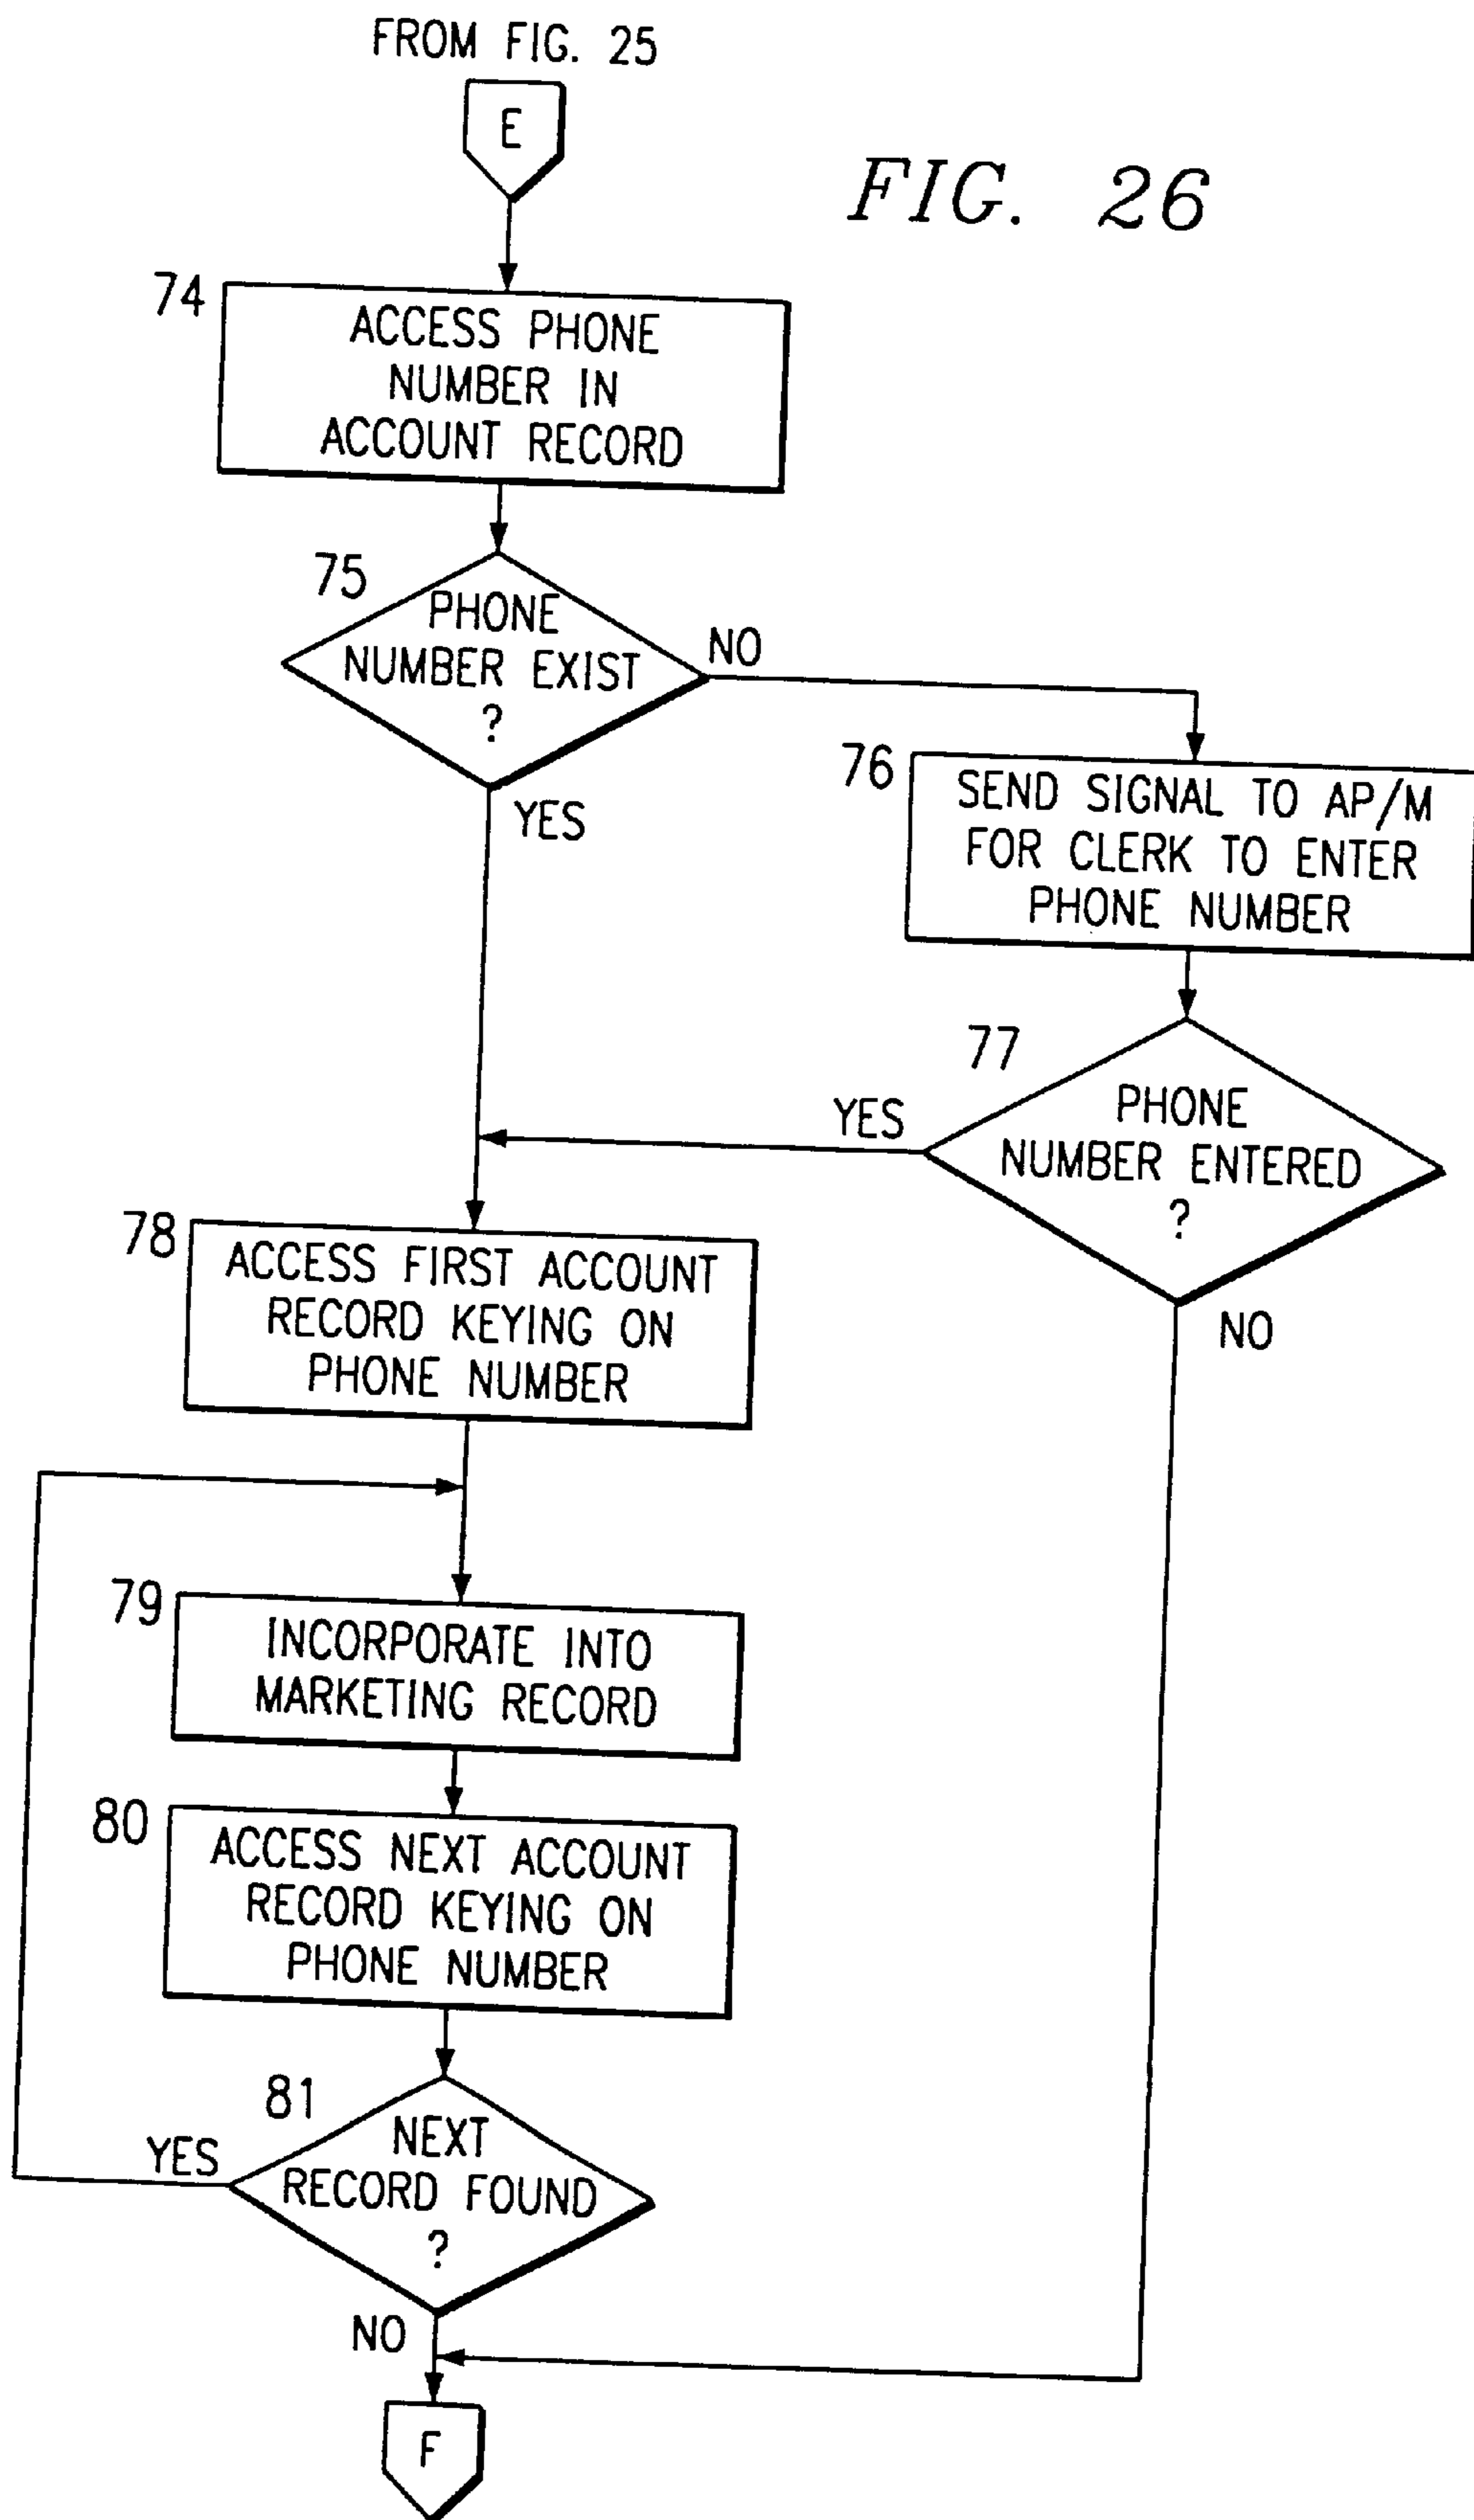 FROM FIG. 25
E
FIG. 26
74
ACCESS PHONE
NUMBER IN
ACCOUNT RECORD
75
PHONE
NUMBER EXIST
?
NO
YES
76
SEND SIGNAL TO AP/M
FOR CLERK TO ENTER
PHONE NUMBER
77
PHONE
NUMBER ENTERED
?
YES
NO
78
ACCESS FIRST ACCOUNT
RECORD KEYING ON
PHONE NUMBER
79
INCORPORATE INTO
MARKETING RECORD
80
ACCESS NEXT ACCOUNT
RECORD KEYING ON
PHONE NUMBER
81
NEXT
RECORD FOUND
?
YES
NO
F